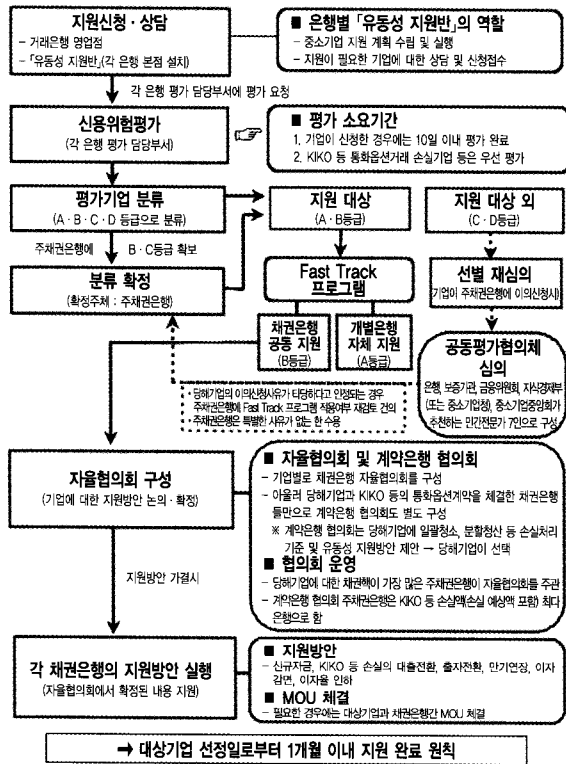 지원신청 · 상담
- 거래은행 영업점
- 「유동성 지원반」(각 은행 본점 설치)
■ 은행별「유동성 지원반」의 역할
- 중소기업 지원 계획 수립 및 실행
- 지원이 필요한 기업에 대한 상담 및 신청접수
각 은행 평가 담당부서에 평가 요청
신용위험평가
(각 은행 평가 담당부서)
☞
■ 평가 소요기간
1. 기업이 신청한 경우에는 10일 이내 평가 완료
2. KIKO 등 통화옵션거래 손실기업 등은 우선 평가
평가기업 분류
(A · B · C · D 등급으로 분류)
지원 대상
(A · B등급)
지원 대상 외
(C · D등급)
주채권은행에 B · C등급 확보
분류 확정
(확정주체 : 주채권은행)
Fast Track
프로그램
선별 재심의
(기업이 주채권은행에 이의신청시)
채권은행
공동 지원
(B등급)
개별은행
자체 지원
(A등급)
공동평가협의체
심의
은행, 보증기관, 금융위원회, 지식경제부
(또는 중소기업청), 중소기업중앙회가
추천하는 민간전문가 7인으로 구성
• 당해기업의 이의신청사유가 타당하다고 인정되는 경우
주채권은행에 Fast Track 프로그램 적용여부 재검토 건의
• 주채권은행은 특별한 사유가 없는 한 수용
자율협의회 구성
(기업에 대한 지원방안 논의 · 확정)
■ 자율협의회 및 계약은행 협의회
- 기업별로 채권은행 자율협의회를 구성
- 아울러 당해기업과 KIKO 등의 통화옵션계약을 체결한 채권은행
들만으로 계약은행 협의회도 별도 구성
※ 계약은행 협의회는 당해기업에 일괄청소, 분할청산 등 손실처리
기준 및 유동성 지원방안 제안 → 당해기업이 선택
■ 협의회 운영
- 당해기업에 대한 채권액이 가장 많은 주채권은행이 자율협의회를 주관
- 계약은행 협의회 주채권은행은 KIKO 등 손실액(손실 예상액 포함) 최다
은행으로 함
지원방안 가결시
각 채권은행의 지원방안 실행
(자율협의회에서 확정된 내용 지원)
■ 지원방안
- 신규자금, KIKO 등 손실의 대출전환, 출자전환, 만기연장, 이자
감면, 이자율 인하
■ MOU 체결
- 필요한 경우에는 대상기업과 채권은행간 MOU 체결
→ 대상기업 선정일로부터 1개월 이내 지원 완료 원칙